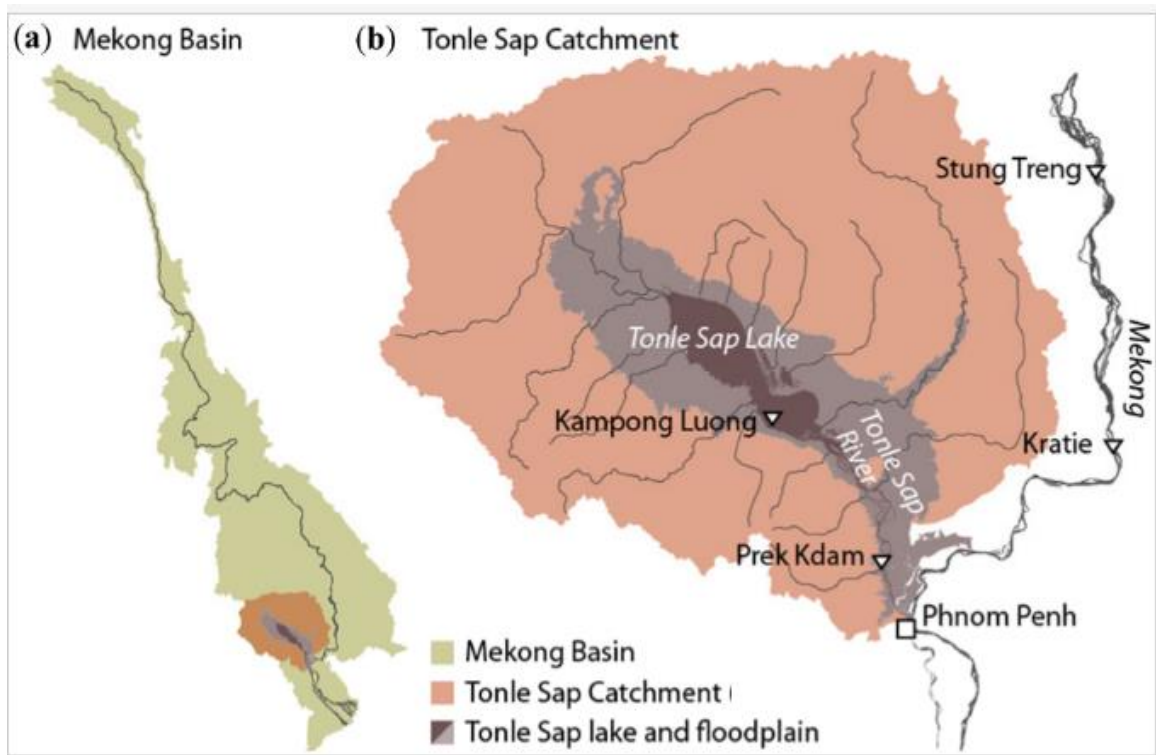 (a) Mekong Basin
(b) Tonle Sap Catchment
Stung Treng
Tonle Sap Lake
Mekong
Kampong Luong
Tonle Sap
River
Kratie
Prek Kdam
Phnom Penh
Mekong Basin
Tonle Sap Catchment
Tonle Sap lake and floodplain